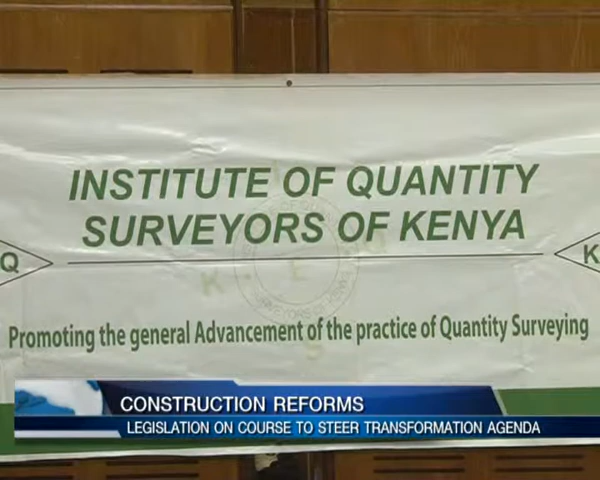 INSTITUTE OF QUANTITY
SURVEYORS OF KENYA
Q
K
Promoting the general Advancement of the practice of Quantity Surveying
CONSTRUCTION REFORMS
LEGISLATION ON COURSE TO STEER TRANSFORMATION AGENDA